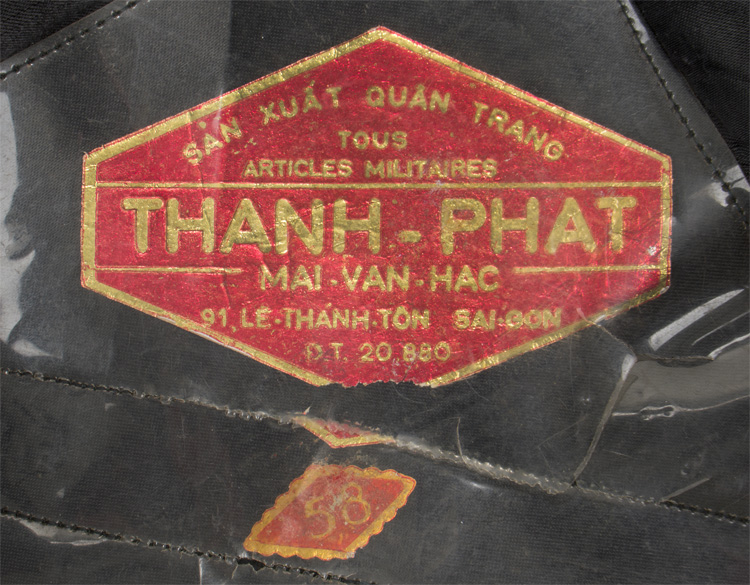 SẢN XUẤT QUÂN TRANG
TOUS
ARTICLES MILITAIRES
THANH-PHAT
MAI-VAN-HAC
91, LÊ-THÁNH-TÔN SAI-GON
D.T. 20.880
58